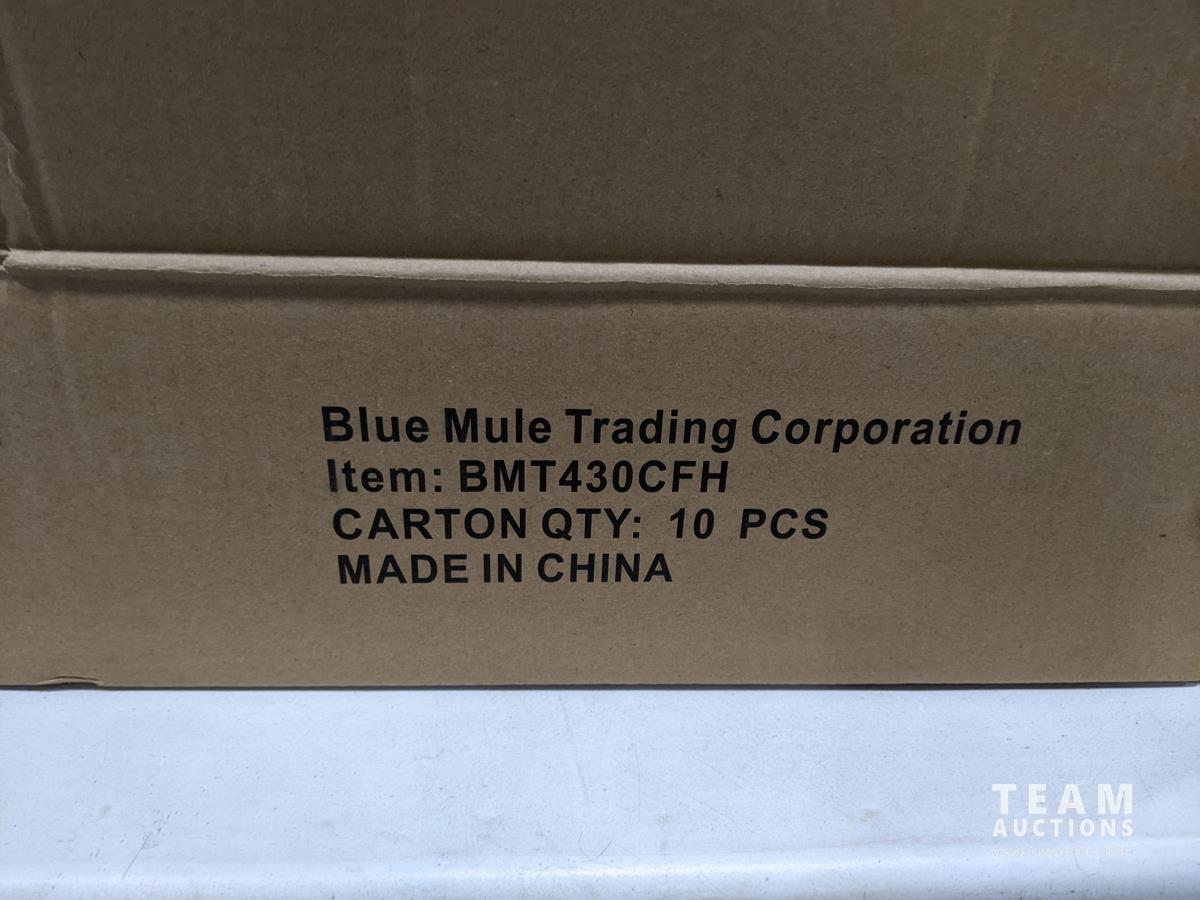 Blue Mule Trading Corporation
Item: BMT430CFH
CARTON QTY: 10 PCS
MADE IN CHINA
TEAM
AUCTIONS